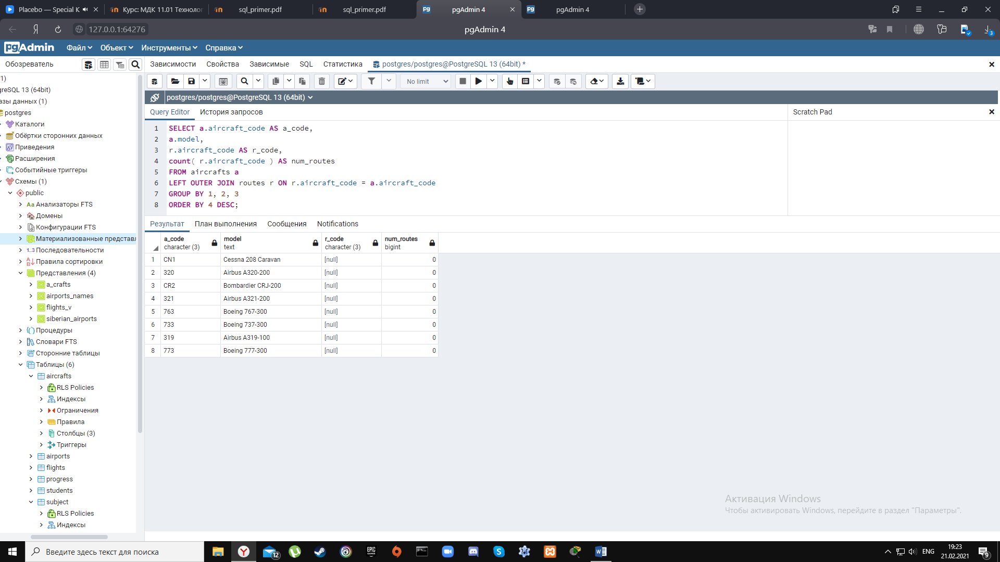 Placebo — Special K
Курс: МДК 11.01 Технолог
sql_primer.pdf
sql_primer.pdf
pgAdmin 4
pgAdmin 4
127.0.0.1:64276
pgAdmin 4
3
pgAdmin
Файл
Объект
Инструменты
Справка
Обозреватель
Зависимости
Свойства
Зависимые
SQL
Статистика
postgres/postgres@PostgreSQL 13 (64bit) *
No limit
postgres/postgres@PostgreSQL 13 (64bit)
Query Editor
История запросов
Scratch Pad
1)
reSQL 13 (64bit)
азы данных (1)
postgres
Каталоги
Обёртки сторонних данных
Приведения
Расширения
Событийные триггеры
Схемы (1)
public
Aa Анализаторы FTS
Домены
Конфигурации FTS
Материализованные представл
1..3 Последовательности
Правила сортировки
Представления (4)
a_crafts
airports_names
flights_v
siberian_airports
Процедуры
Словари FTS
Сторонние таблицы
Таблицы (6)
aircrafts
RLS Policies
Индексы
Ограничения
Правила
Столбцы (3)
Триггеры
airports
flights
progress
students
subject
RLS Policies
Индексы
1 SELECT a.aircraft_code AS a_code,
2 a.model,
3 r.aircraft_code AS r_code,
4 count( r.aircraft_code ) AS num_routes
5 FROM aircrafts a
6 LEFT OUTER JOIN routes r ON r.aircraft_code = a.aircraft_code
7 GROUP BY 1, 2, 3
8 ORDER BY 4 DESC;
Результат
План выполнения
Сообщения
Notifications
a_code model r_code num_routes
character (3) text character (3) bigint
1 CN1 Cessna 208 Caravan [null] 0
2 320 Airbus A320-200 [null] 0
3 CR2 Bombardier CRJ-200 [null] 0
4 321 Airbus A321-200 [null] 0
5 763 Boeing 767-300 [null] 0
6 733 Boeing 737-300 [null] 0
7 319 Airbus A319-100 [null] 0
8 773 Boeing 777-300 [null] 0
Активация Windows
Чтобы активировать Windows, перейдите в раздел "Параметры".
Введите здесь текст для поиска
12
EPIC GAMES
ENG
19:23
21.02.2021
9